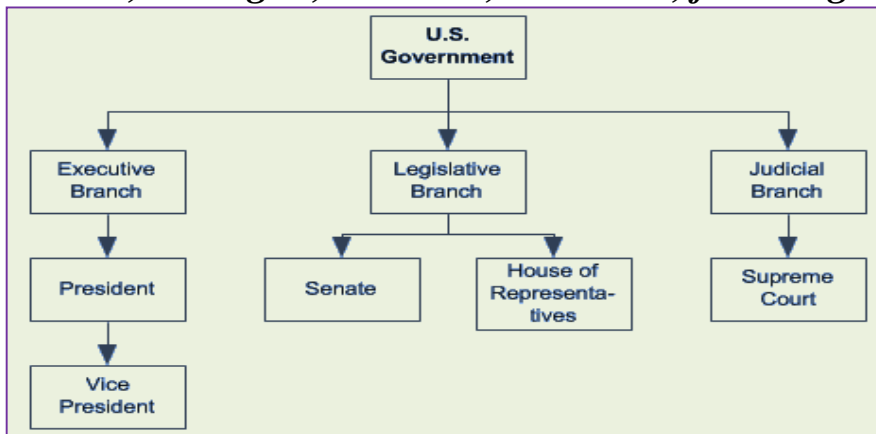 U.S.
Government
Executive
Branch
Legislative
Branch
Judicial
Branch
President
Senate
House of
Representa-
tives
Supreme
Court
Vice
President